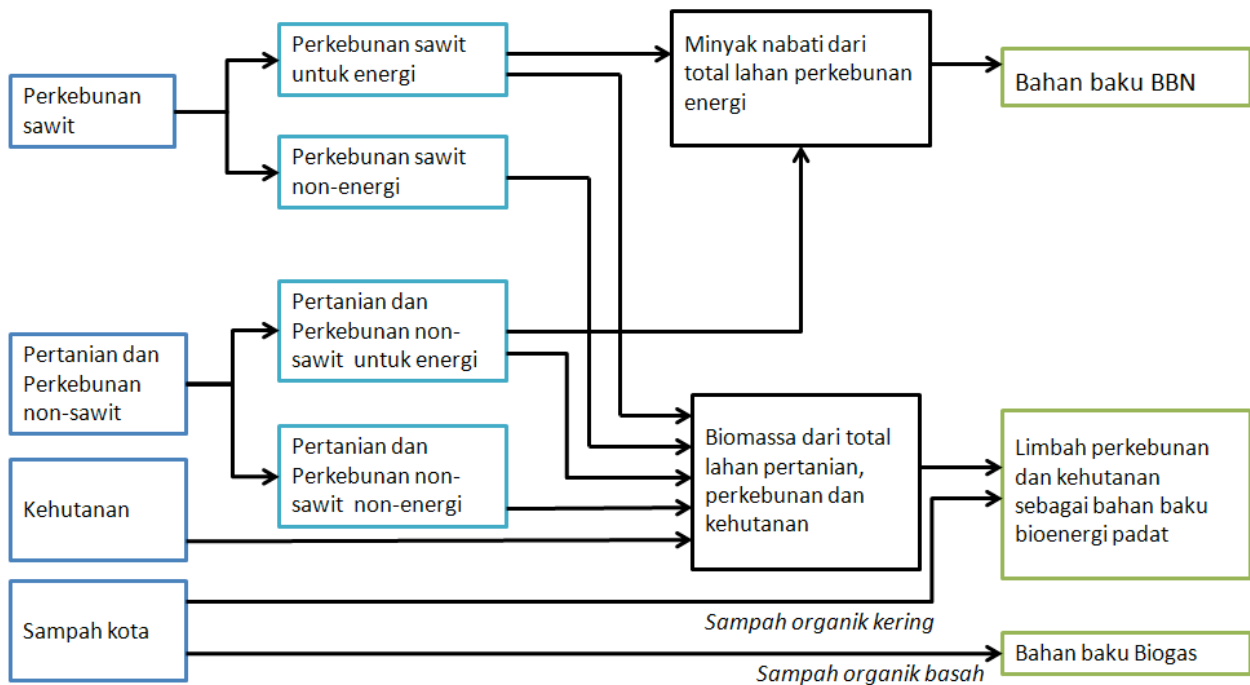 Perkebunan sawit
untuk energi
Minyak nabati dari
total lahan perkebunan
energi
Bahan baku BBN
Perkebunan
sawit
Perkebunan sawit
non-energi
Pertanian dan
Perkebunan non-
sawit untuk energi
Pertanian dan
Perkebunan
non-sawit
Pertanian dan
Perkebunan non-
sawit non-energi
Biomassa dari total
lahan pertanian,
perkebunan dan
kehutanan
Limbah perkebunan
dan kehutanan
sebagai bahan baku
bioenergi padat
Kehutanan
Sampah kota
Sampah organik kering
Sampah organik basah
Bahan baku Biogas